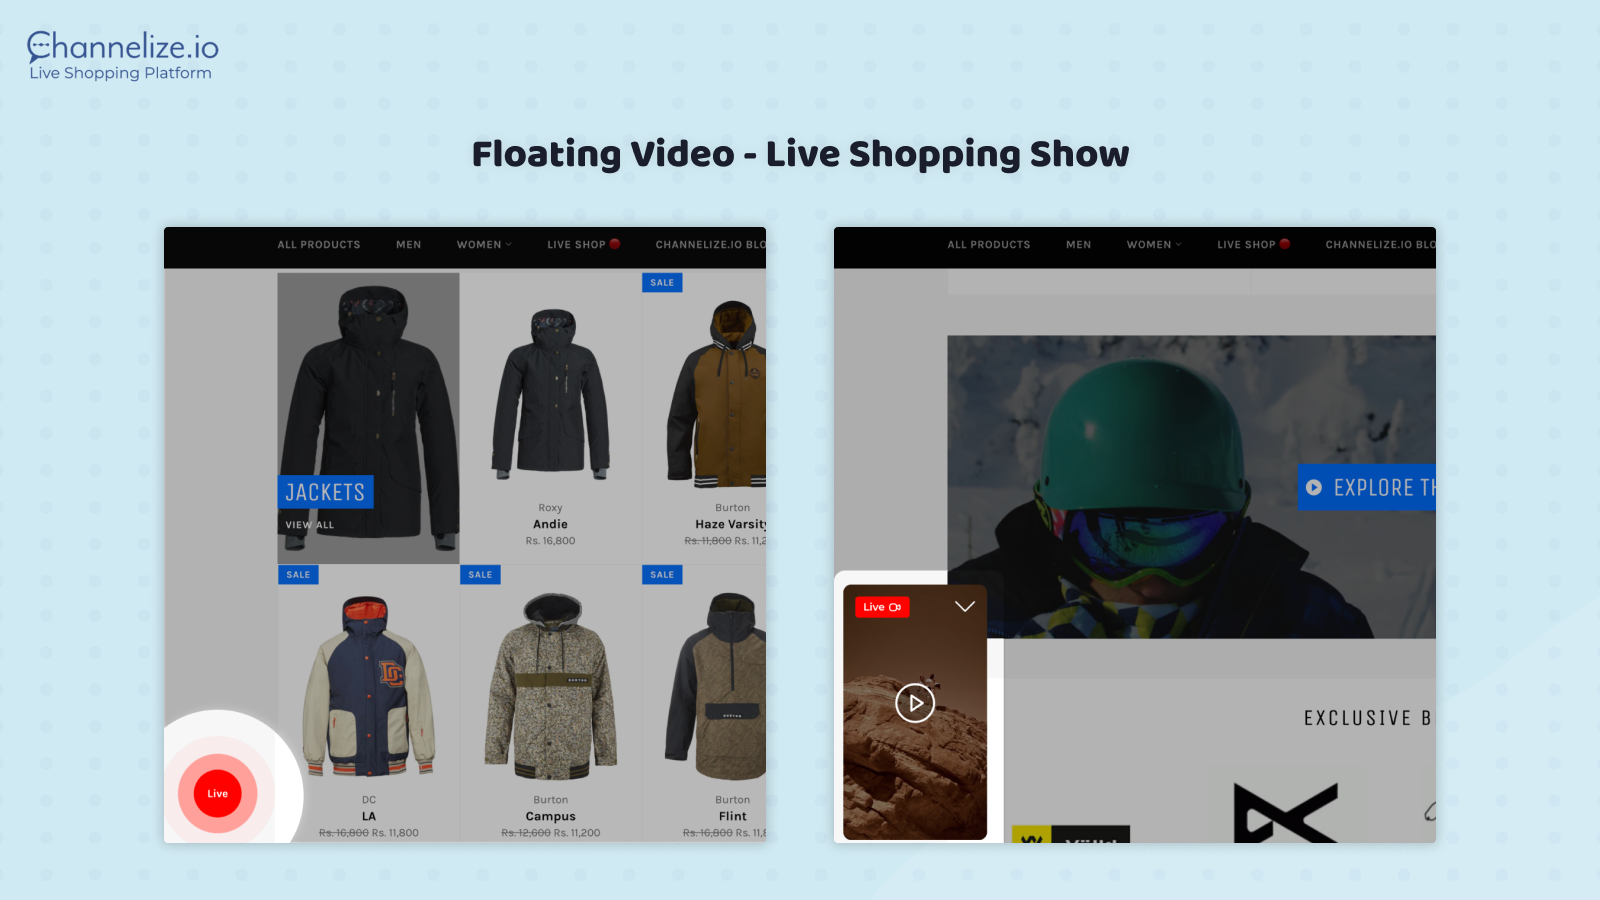 Channelize.io
Live Shopping Platform
Floating Video - Live Shopping Show
ALL PRODUCTS MEN WOMEN LIVE SHOP CHANNELIZE.IO BLO
SALE
JACKETS
VIEW ALL
Roxy
Andie
Rs. 16,800
Burton
Haze Varsity
Rs. 11,800 Rs. 11,2
SALE
SALE
SALE
DC
LA
Rs. 16,800 Rs. 11,800
BURTON
Burton
Campus
Rs. 12,600 Rs. 11,200
BURTON
Burton
Flint
Rs. 16,800 Rs. 11,8
Live
ALL PRODUCTS MEN WOMEN LIVE SHOP CHANNELIZE.IO BLO
EXPLORE TH
Live
EXCLUSIVE B